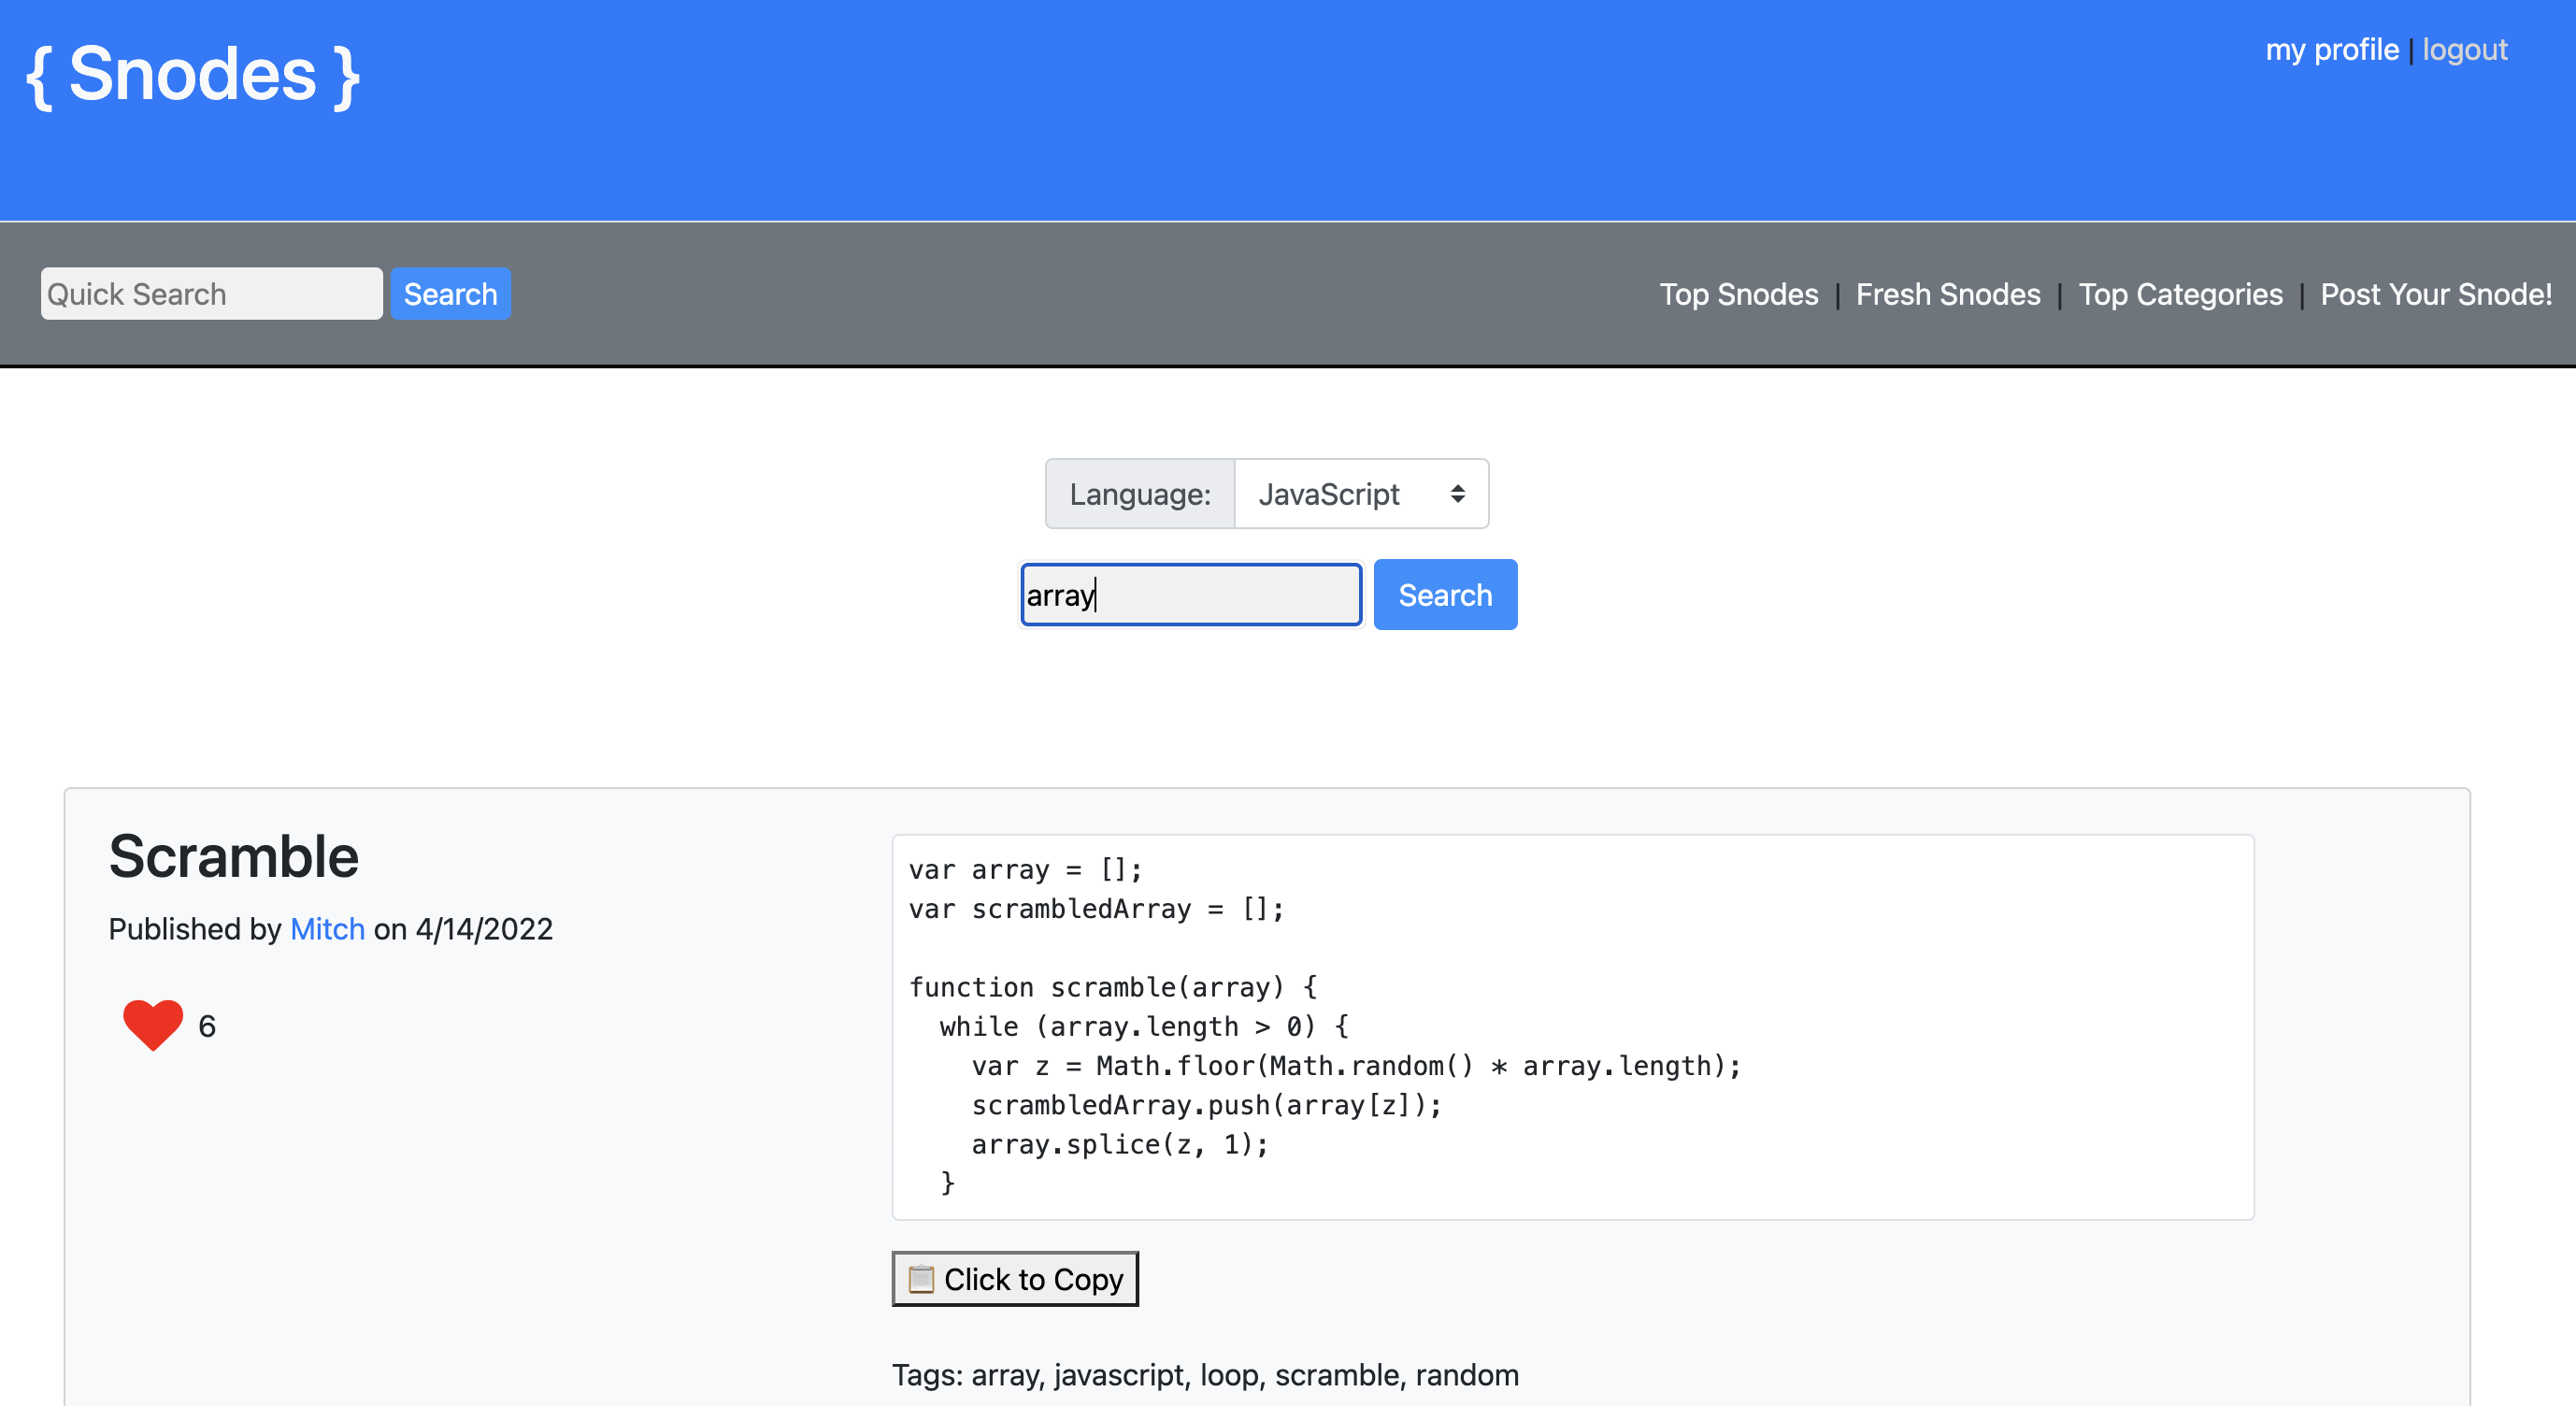 { Snodes }
my profile | logout
Quick Search Search
Top Snodes | Fresh Snodes | Top Categories | Post Your Snode!
Language: JavaScript
array Search
Scramble
Published by Mitch on 4/14/2022
6
var array = [];
var scrambledArray = [];
function scramble(array) {
  while (array.length > 0) {
    var z = Math.floor(Math.random() * array.length);
    scrambledArray.push(array[z]);
    array.splice(z, 1);
  }
Click to Copy
Tags: array, javascript, loop, scramble, random